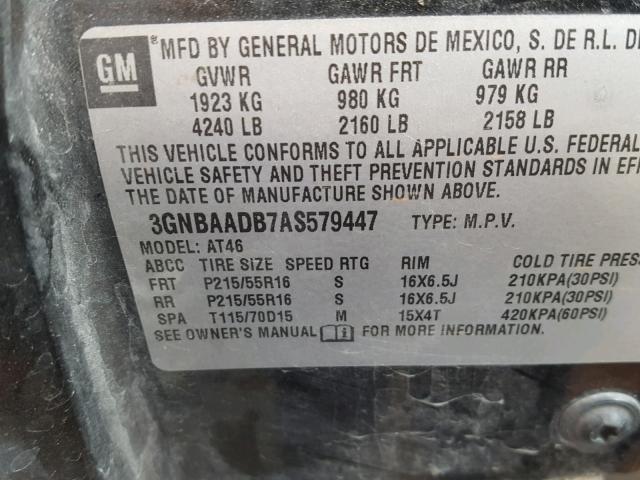 GM
® MFD BY GENERAL MOTORS DE MEXICO, S. DE R.L. DE
GVWR GAWR FRT GAWR RR
1923 KG 980 KG 979 KG
4240 LB 2160 LB 2158 LB
THIS VEHICLE CONFORMS TO ALL APPLICABLE U.S. FEDERAL
VEHICLE SAFETY AND THEFT PREVENTION STANDARDS IN EFF
THE DATE OF MANUFACTURE SHOWN ABOVE.
3GNBAADB7AS579447 TYPE: M.P.V.
MODEL: AT46
ABCC TIRE SIZE SPEED RTG RIM COLD TIRE PRESS
FRT P215/55R16 S 16X6.5J 210KPA(30PSI)
RR P215/55R16 S 16X6.5J 210KPA(30PSI)
SPA T115/70D15 M 15X4T 420KPA(60PSI)
SEE OWNER'S MANUAL FOR MORE INFORMATION.